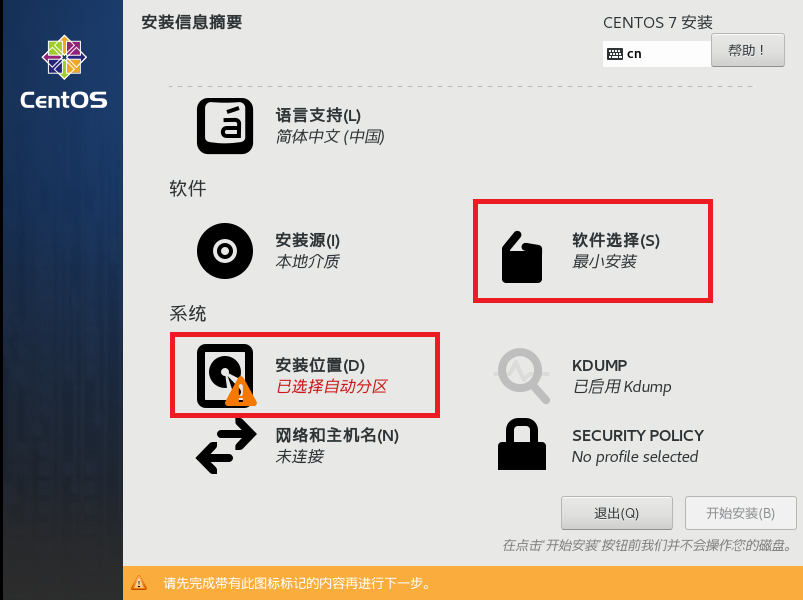 CentOS
安装信息摘要
CENTOS 7 安装
cn
帮助！
语言支持(L)
简体中文 (中国)
软件
安装源(I)
本地介质
软件选择(S)
最小安装
系统
安装位置(D)
已选择自动分区
KDUMP
已启用 Kdump
网络和主机名(N)
未连接
SECURITY POLICY
No profile selected
退出(Q)
开始安装(B)
在点击'开始安装'按钮前我们并不会操作您的磁盘。
请先完成带有此图标标记的内容再进行下一步。